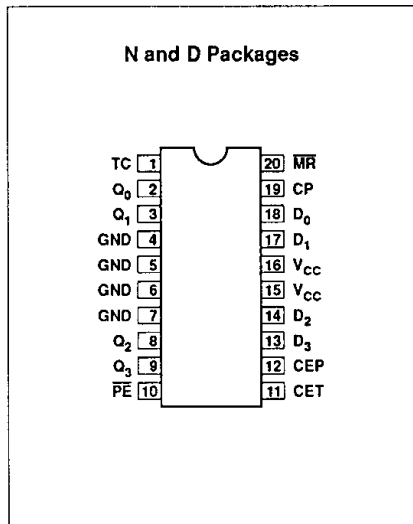 N and D Packages
TC 1 20 M̅R̅
Q0 2 19 CP
Q1 3 18 D0
GND 4 17 D1
GND 5 16 VCC
GND 6 15 VCC
GND 7 14 D2
Q2 8 13 D3
Q3 9 12 CEP
P̅E̅ 10 11 CET